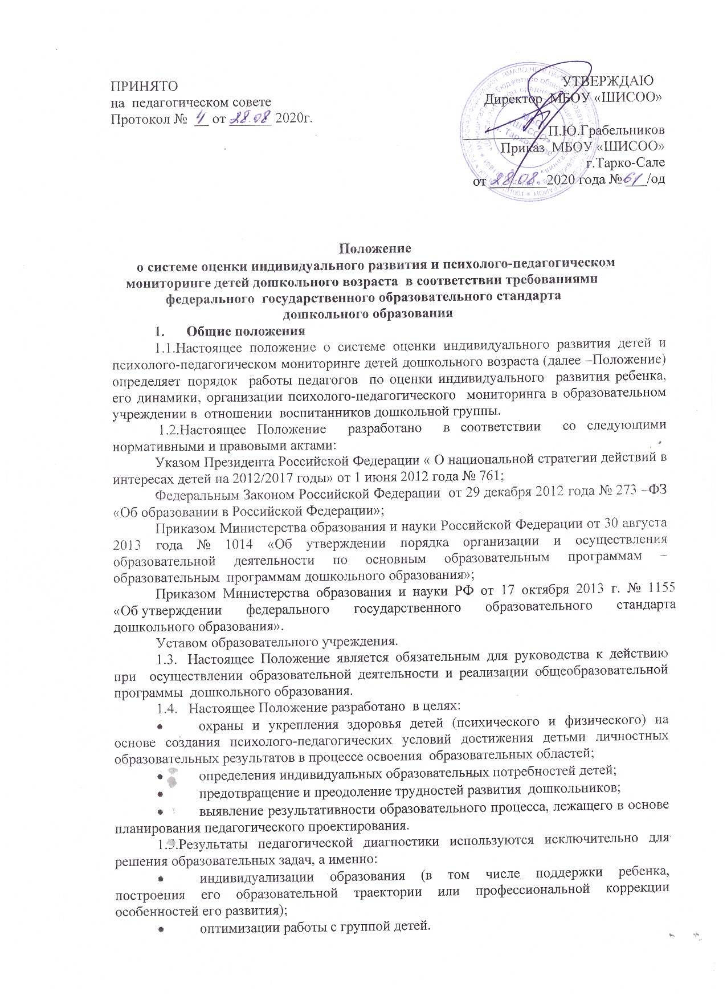 ПРИНЯТО
на педагогическом совете
Протокол № 4 от 28.08 2020г.
УТВЕРЖДАЮ
Директор МБОУ «ШИСОО»
П.Ю.Грабельников
Приказ МБОУ «ШИСОО»
г.Тарко-Сале
от 28.08. 2020 года № 61/од
МБОУ
«ШИСОО»
г. Тарко-Сале
Положение
о системе оценки индивидуального развития и психолого-педагогическом
мониторинге детей дошкольного возраста в соответствии требованиями
федерального государственного образовательного стандарта
дошкольного образования
1. Общие положения
1.1.Настоящее положение о системе оценки индивидуального развития детей и
психолого-педагогическом мониторинге детей дошкольного возраста (далее –Положение)
определяет порядок работы педагогов по оценки индивидуального развития ребенка,
его динамики, организации психолого-педагогического мониторинга в образовательном
учреждении в отношении воспитанников дошкольной группы.
1.2.Настоящее Положение разработано в соответствии со следующими
нормативными и правовыми актами:
Указом Президента Российской Федерации « О национальной стратегии действий в
интересах детей на 2012/2017 годы» от 1 июня 2012 года № 761;
Федеральным Законом Российской Федерации от 29 декабря 2012 года № 273 –ФЗ
«Об образовании в Российской Федерации»;
Приказом Министерства образования и науки Российской Федерации от 30 августа
2013 года № 1014 «Об утверждении порядка организации и осуществления
образовательной деятельности по основным образовательным программам –
образовательным программам дошкольного образования»;
Приказом Министерства образования и науки РФ от 17 октября 2013 г. № 1155
«Об утверждении федерального государственного образовательного стандарта
дошкольного образования».
Уставом образовательного учреждения.
1.3. Настоящее Положение является обязательным для руководства к действию
при осуществлении образовательной деятельности и реализации общеобразовательной
программы дошкольного образования.
1.4. Настоящее Положение разработано в целях:
• охраны и укрепления здоровья детей (психического и физического) на
основе создания психолого-педагогических условий достижения детьми личностных
образовательных результатов в процессе освоения образовательных областей;
• определения индивидуальных образовательных потребностей детей;
• предотвращение и преодоление трудностей развития дошкольников;
• выявление результативности образовательного процесса, лежащего в основе
планирования педагогического проектирования.
1.5.Результаты педагогической диагностики используются исключительно для
решения образовательных задач, а именно:
• индивидуализации образования (в том числе поддержки ребенка,
построения его образовательной траектории или профессиональной коррекции
особенностей его развития);
• оптимизации работы с группой детей.